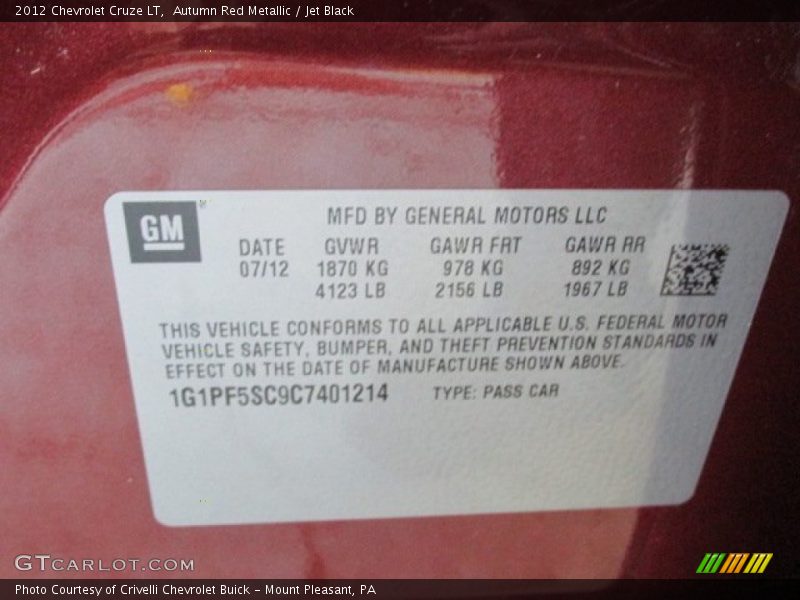 2012 Chevrolet Cruze LT,  Autumn Red Metallic / Jet Black
GM
MFD BY GENERAL MOTORS LLC
DATE GVWR GAWR FRT GAWR RR
07/12 1870 KG 978 KG 892 KG
4123 LB 2156 LB 1967 LB
THIS VEHICLE CONFORMS TO ALL APPLICABLE U.S. FEDERAL MOTOR
VEHICLE SAFETY, BUMPER, AND THEFT PREVENTION STANDARDS IN
EFFECT ON THE DATE OF MANUFACTURE SHOWN ABOVE.
1G1PF5SC9C7401214 TYPE: PASS CAR
GTCARLOT.COM
Photo Courtesy of Crivelli Chevrolet Buick - Mount Pleasant, PA